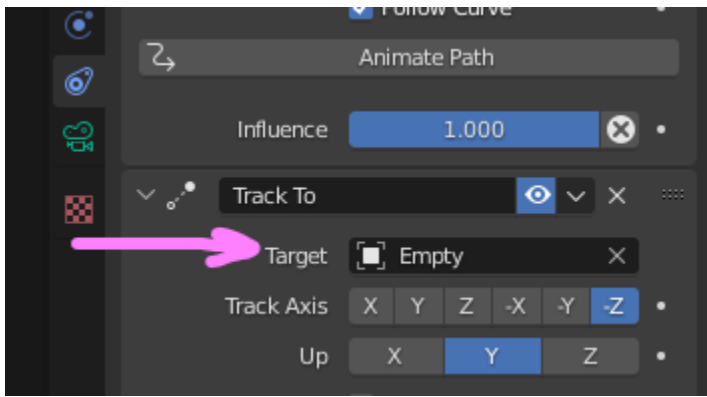 Follow Curve
Animate Path
Influence 1.000
Track To
Target Empty
Track Axis X Y Z -X -Y -Z
Up X Y Z